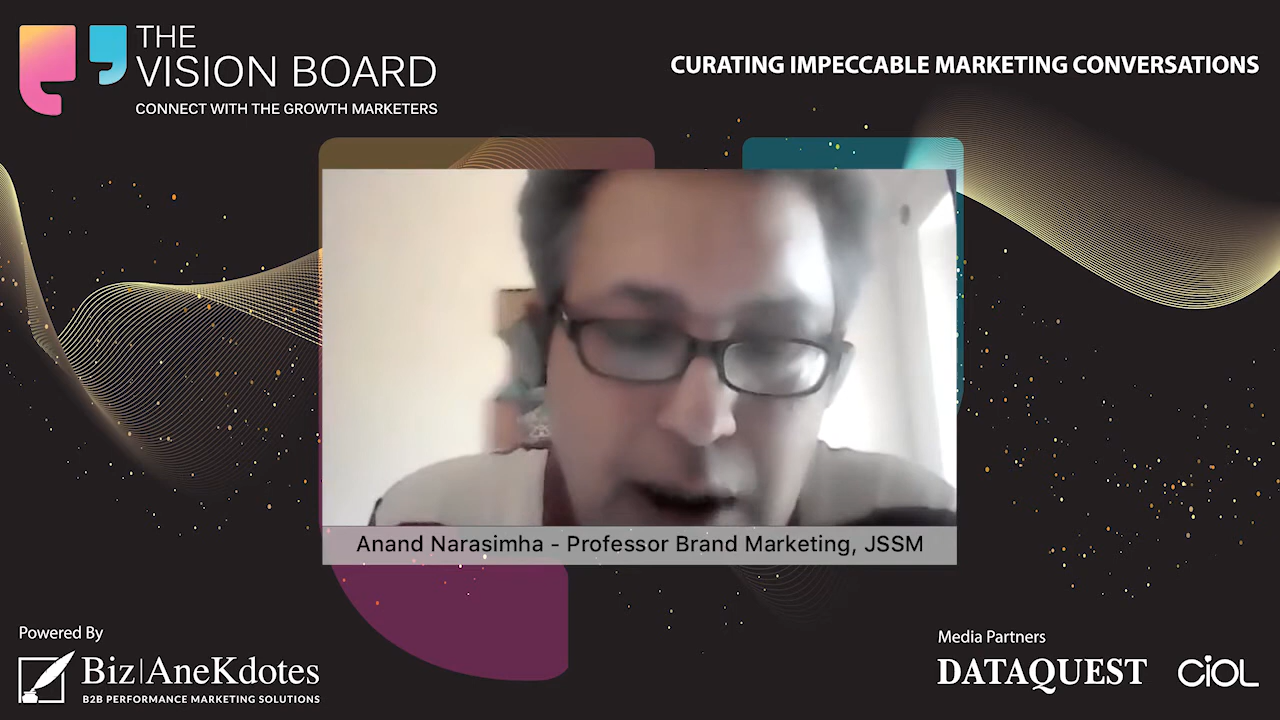 THE
VISION BOARD
CONNECT WITH THE GROWTH MARKETERS
CURATING IMPECCABLE MARKETING CONVERSATIONS
Anand Narasimha - Professor Brand Marketing, JSSM
Powered By
Biz|AneKdotes
B2B PERFORMANCE MARKETING SOLUTIONS
Media Partners
DATAQUEST
CiOL